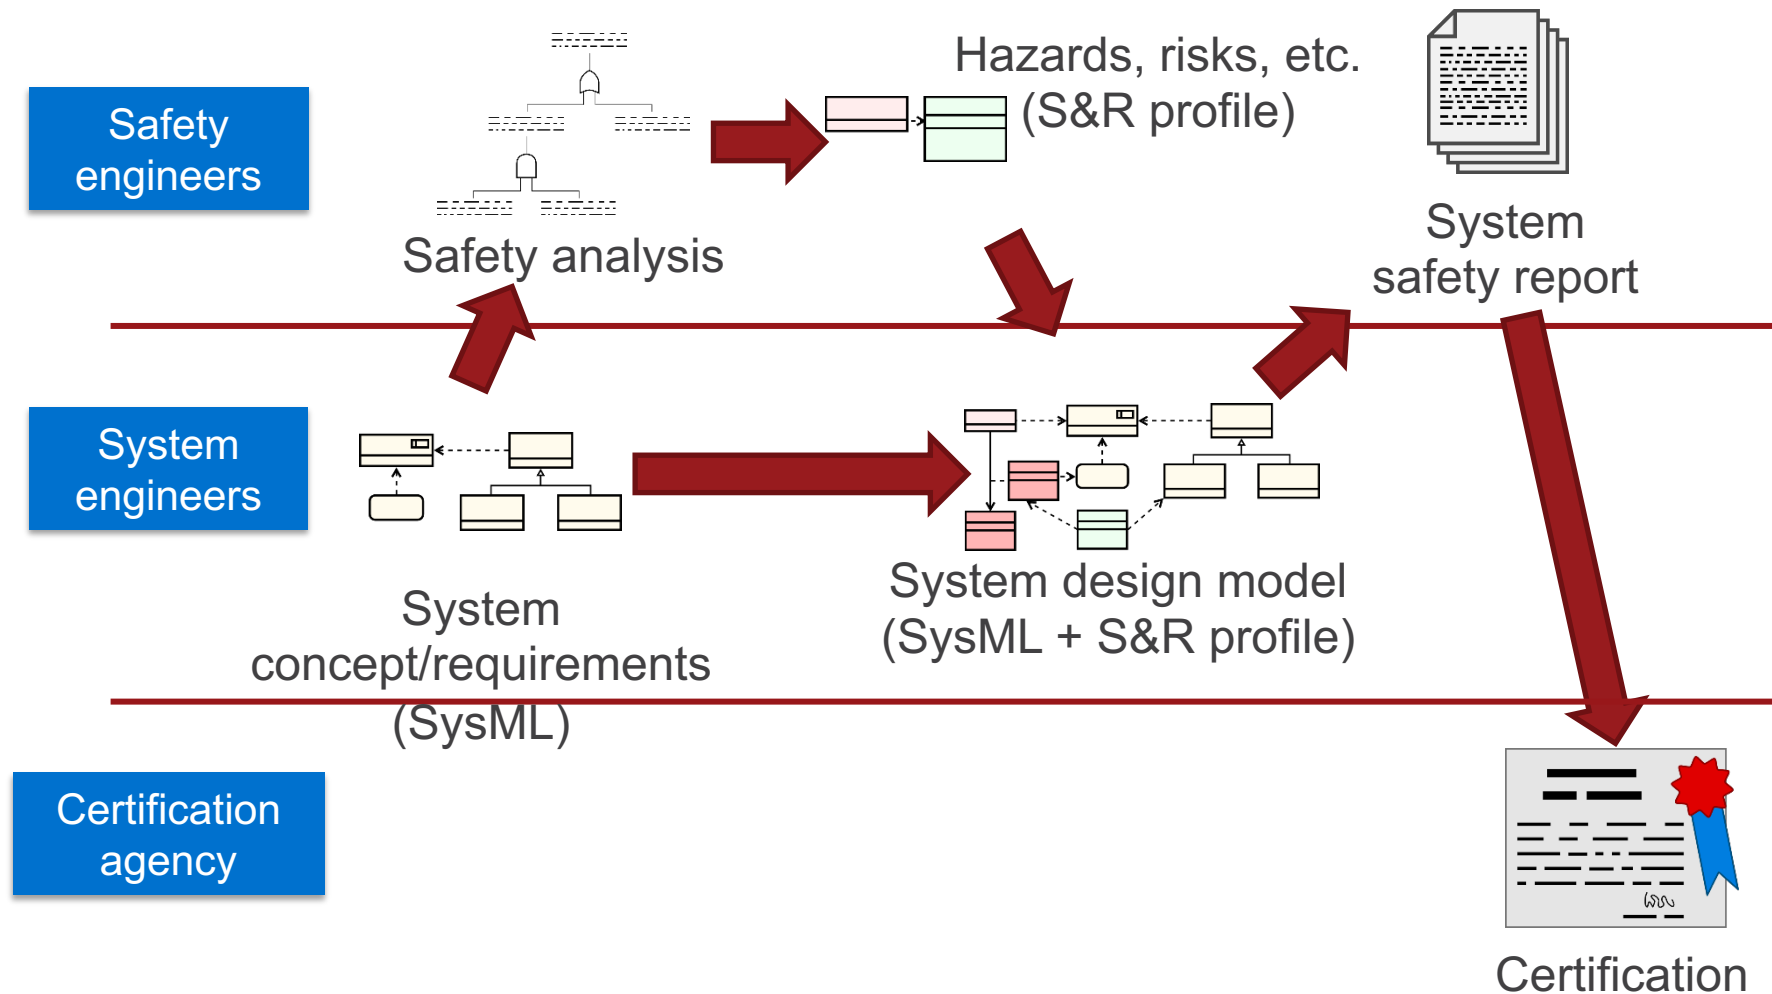 Safety
engineers
Safety analysis
Hazards, risks, etc.
(S&R profile)
System
safety report
System
engineers
System
concept/requirements
(SysML)
System design model
(SysML + S&R profile)
Certification
agency
Certification